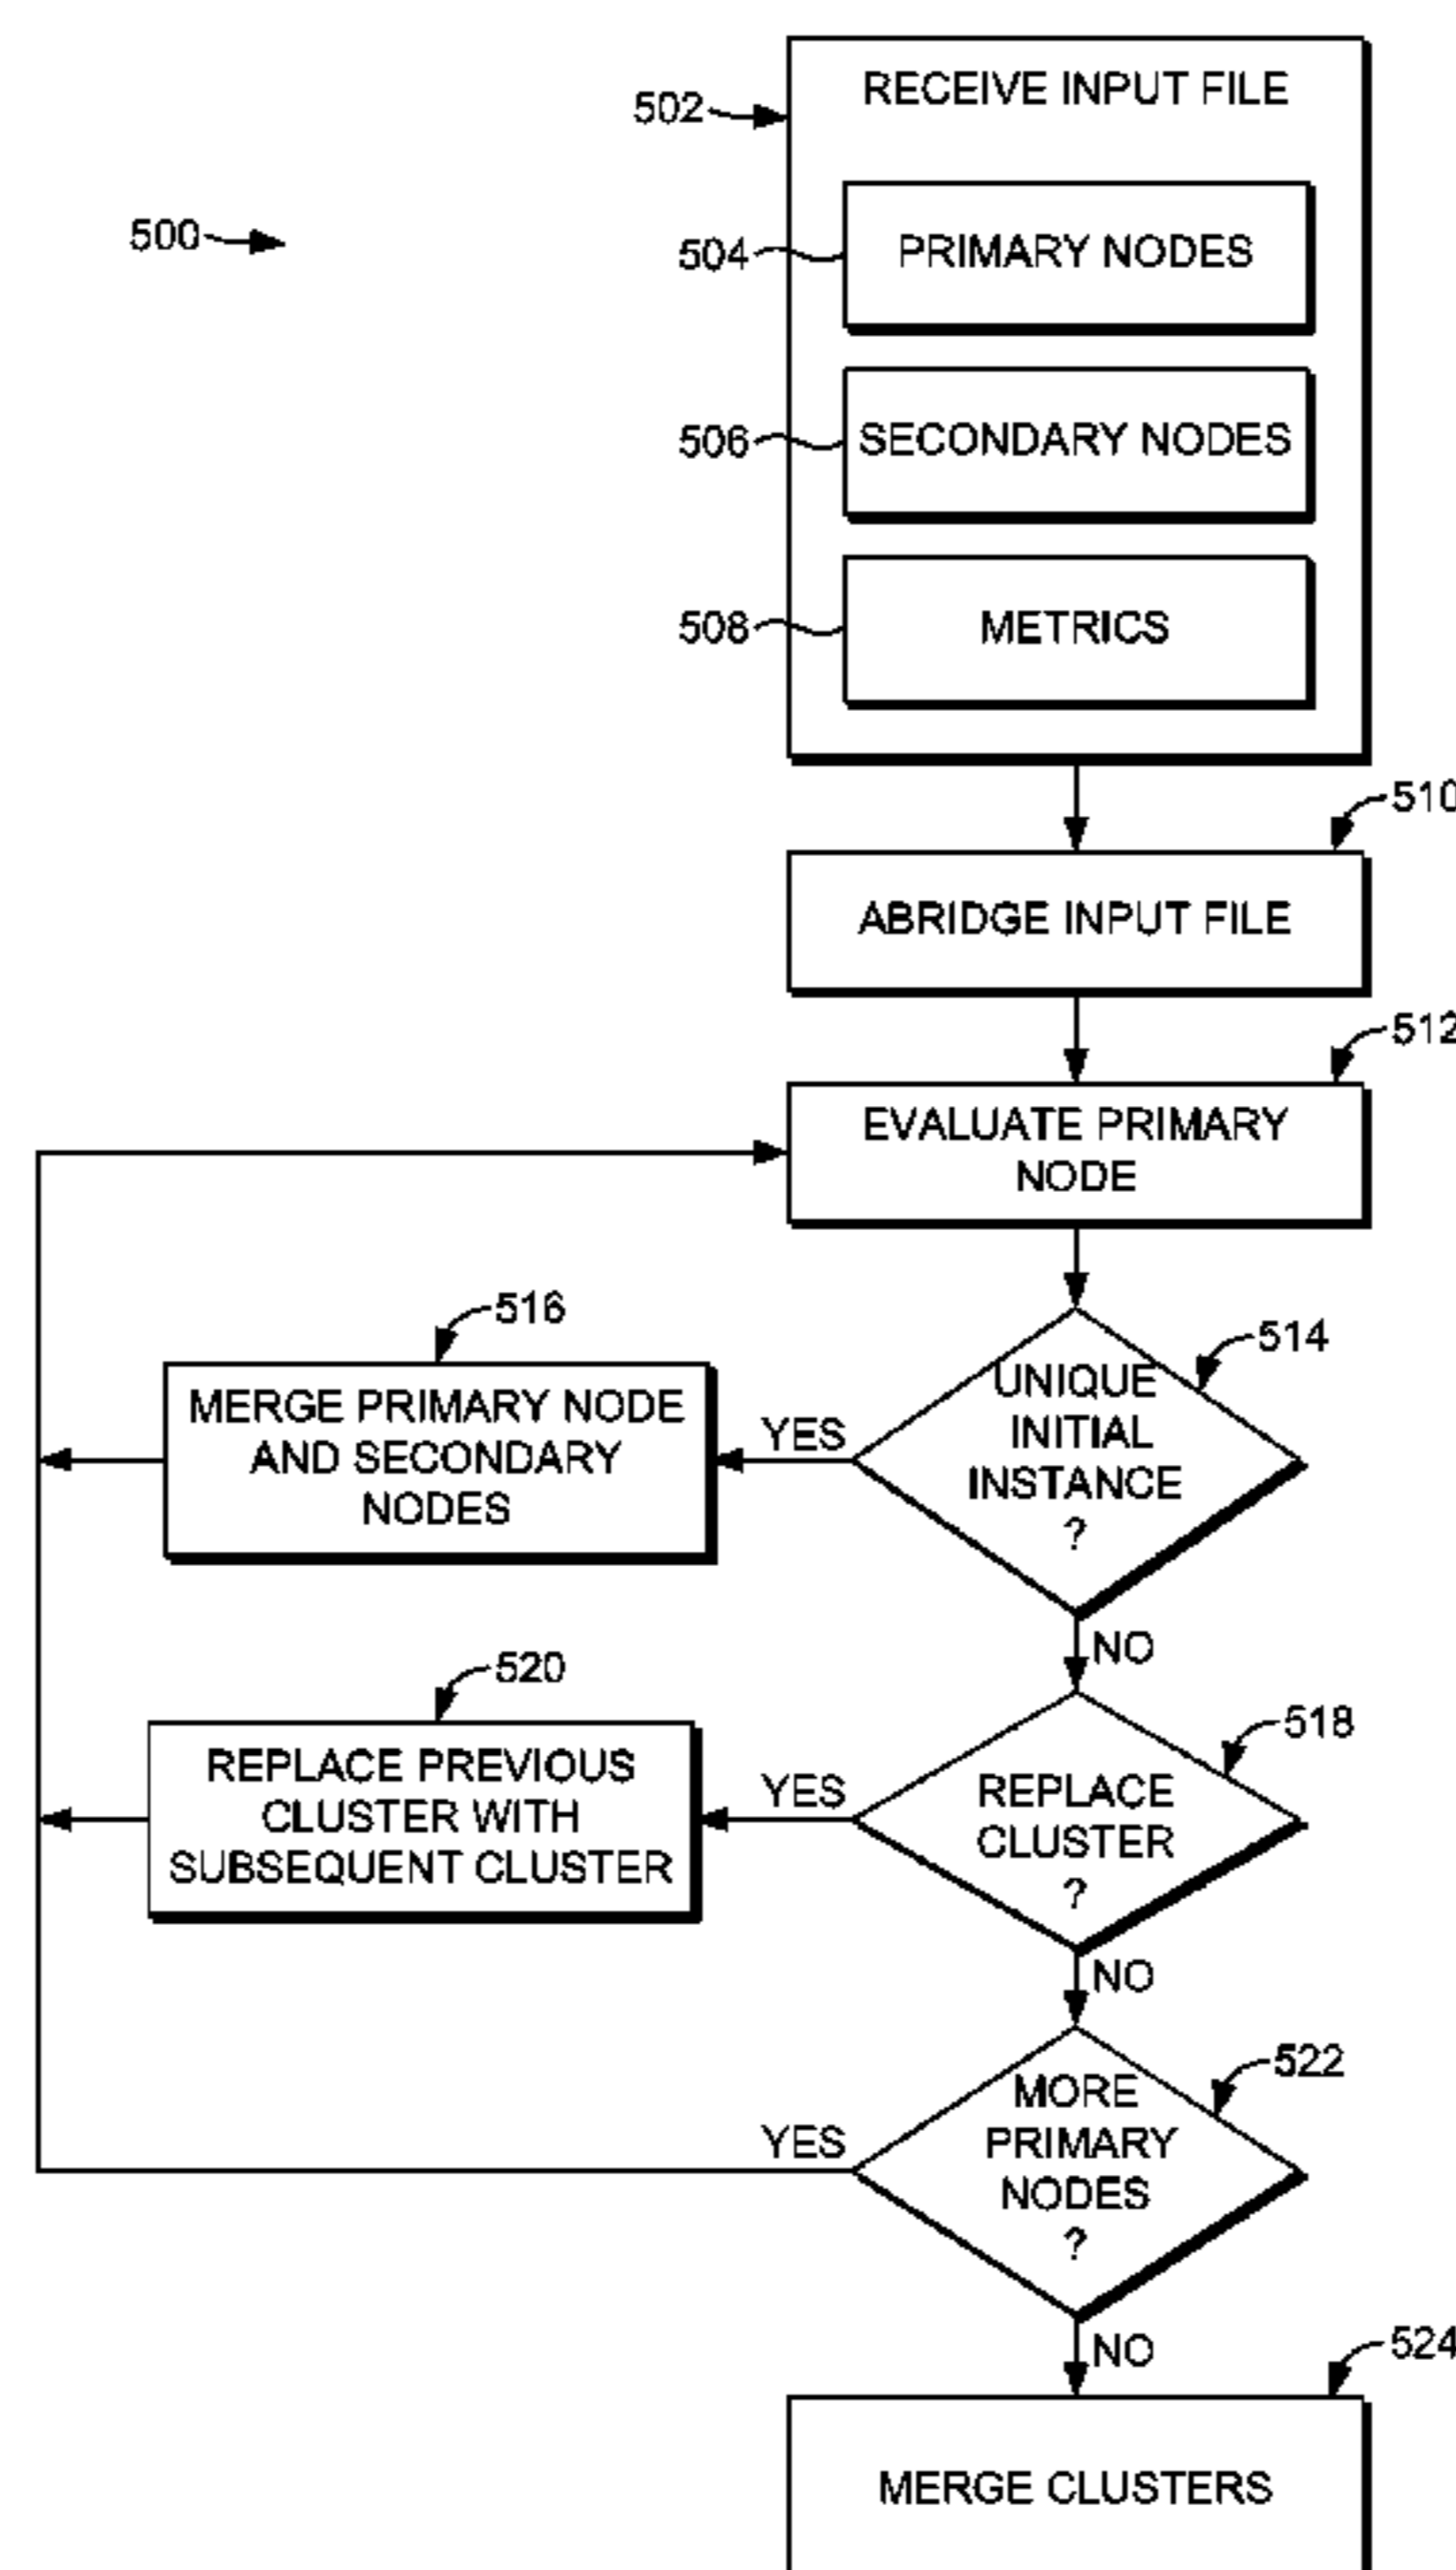 RECEIVE INPUT FILE
502
500
504
PRIMARY NODES
506
SECONDARY NODES
508
METRICS
510
ABRIDGE INPUT FILE
512
EVALUATE PRIMARY
NODE
514
UNIQUE
INITIAL
INSTANCE
?
YES
516
MERGE PRIMARY NODE
AND SECONDARY
NODES
NO
518
REPLACE
CLUSTER
?
YES
520
REPLACE PREVIOUS
CLUSTER WITH
SUBSEQUENT CLUSTER
NO
522
MORE
PRIMARY
NODES
?
YES
NO
524
MERGE CLUSTERS